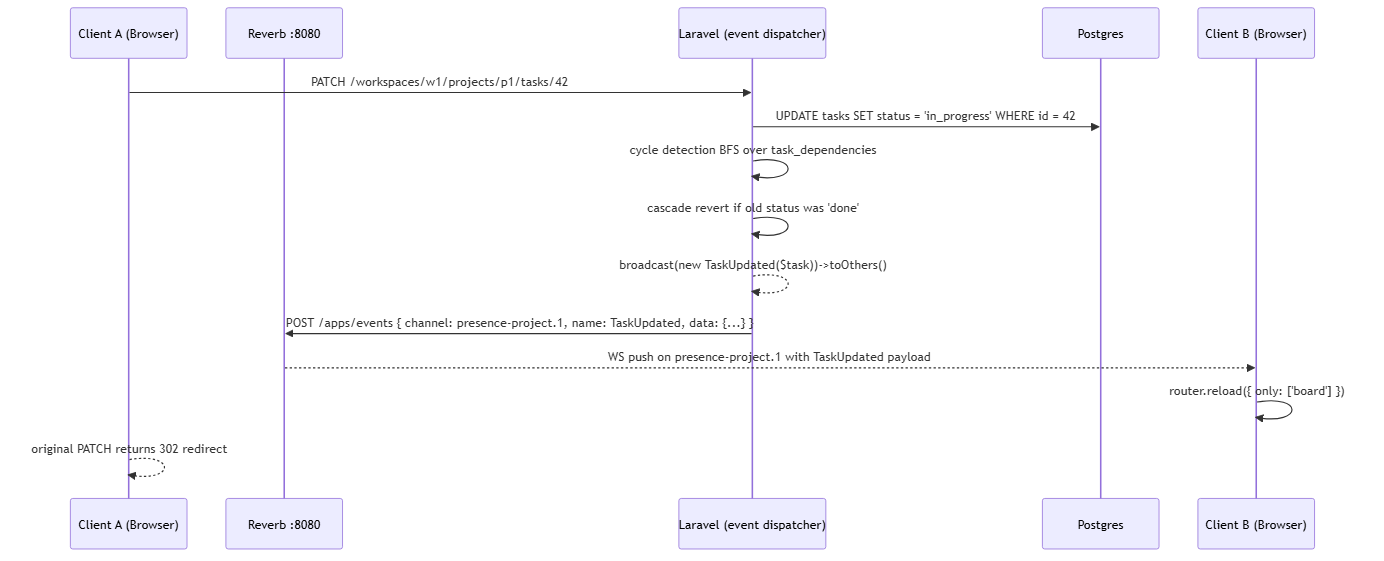 Client A (Browser)
Reverb :8080
Laravel (event dispatcher)
Postgres
Client B (Browser)
PATCH /workspaces/w1/projects/p1/tasks/42
UPDATE tasks SET status = 'in_progress' WHERE id = 42
cycle detection BFS over task_dependencies
cascade revert if old status was 'done'
broadcast(new TaskUpdated($task))->toOthers()
POST /apps/events { channel: presence-project.1, name: TaskUpdated, data: {...} }
WS push on presence-project.1 with TaskUpdated payload
router.reload({ only: ['board'] })
original PATCH returns 302 redirect
Client A (Browser)
Reverb :8080
Laravel (event dispatcher)
Postgres
Client B (Browser)